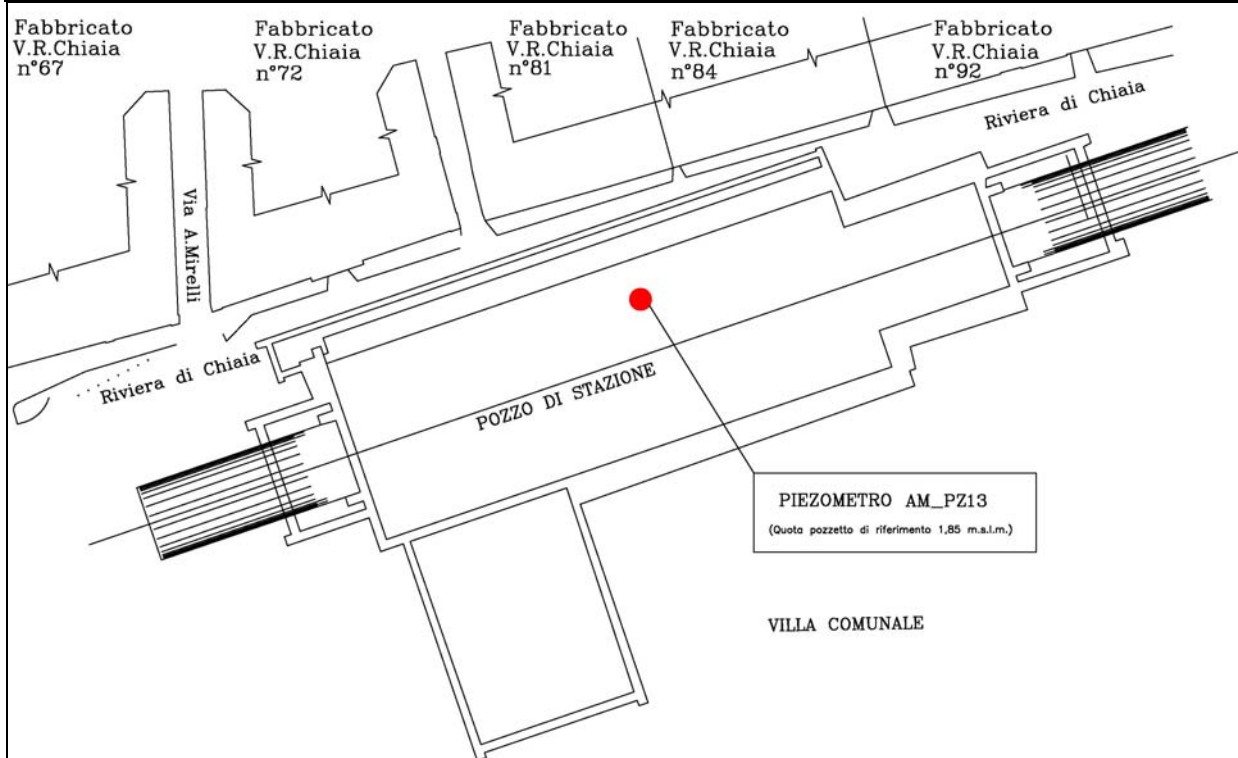 Fabbricato
V.R.Chiaia
n°67
Fabbricato
V.R.Chiaia
n°72
Fabbricato
V.R.Chiaia
n°81
Fabbricato
V.R.Chiaia
n°84
Fabbricato
V.R.Chiaia
n°92
Riviera di Chiaia
Via A.Mirelli
Riviera di Chiaia
POZZO DI STAZIONE
PIEZOMETRO AM_PZ13
(Quota pozzetto di riferimento 1,85 m.s.l.m.)
VILLA COMUNALE